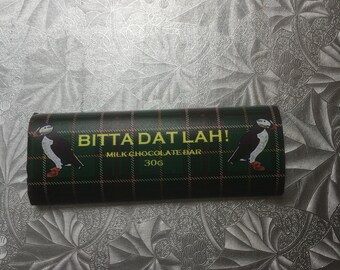 BITTA DAT LAH!
MILK CHOCOLATE BAR
30G